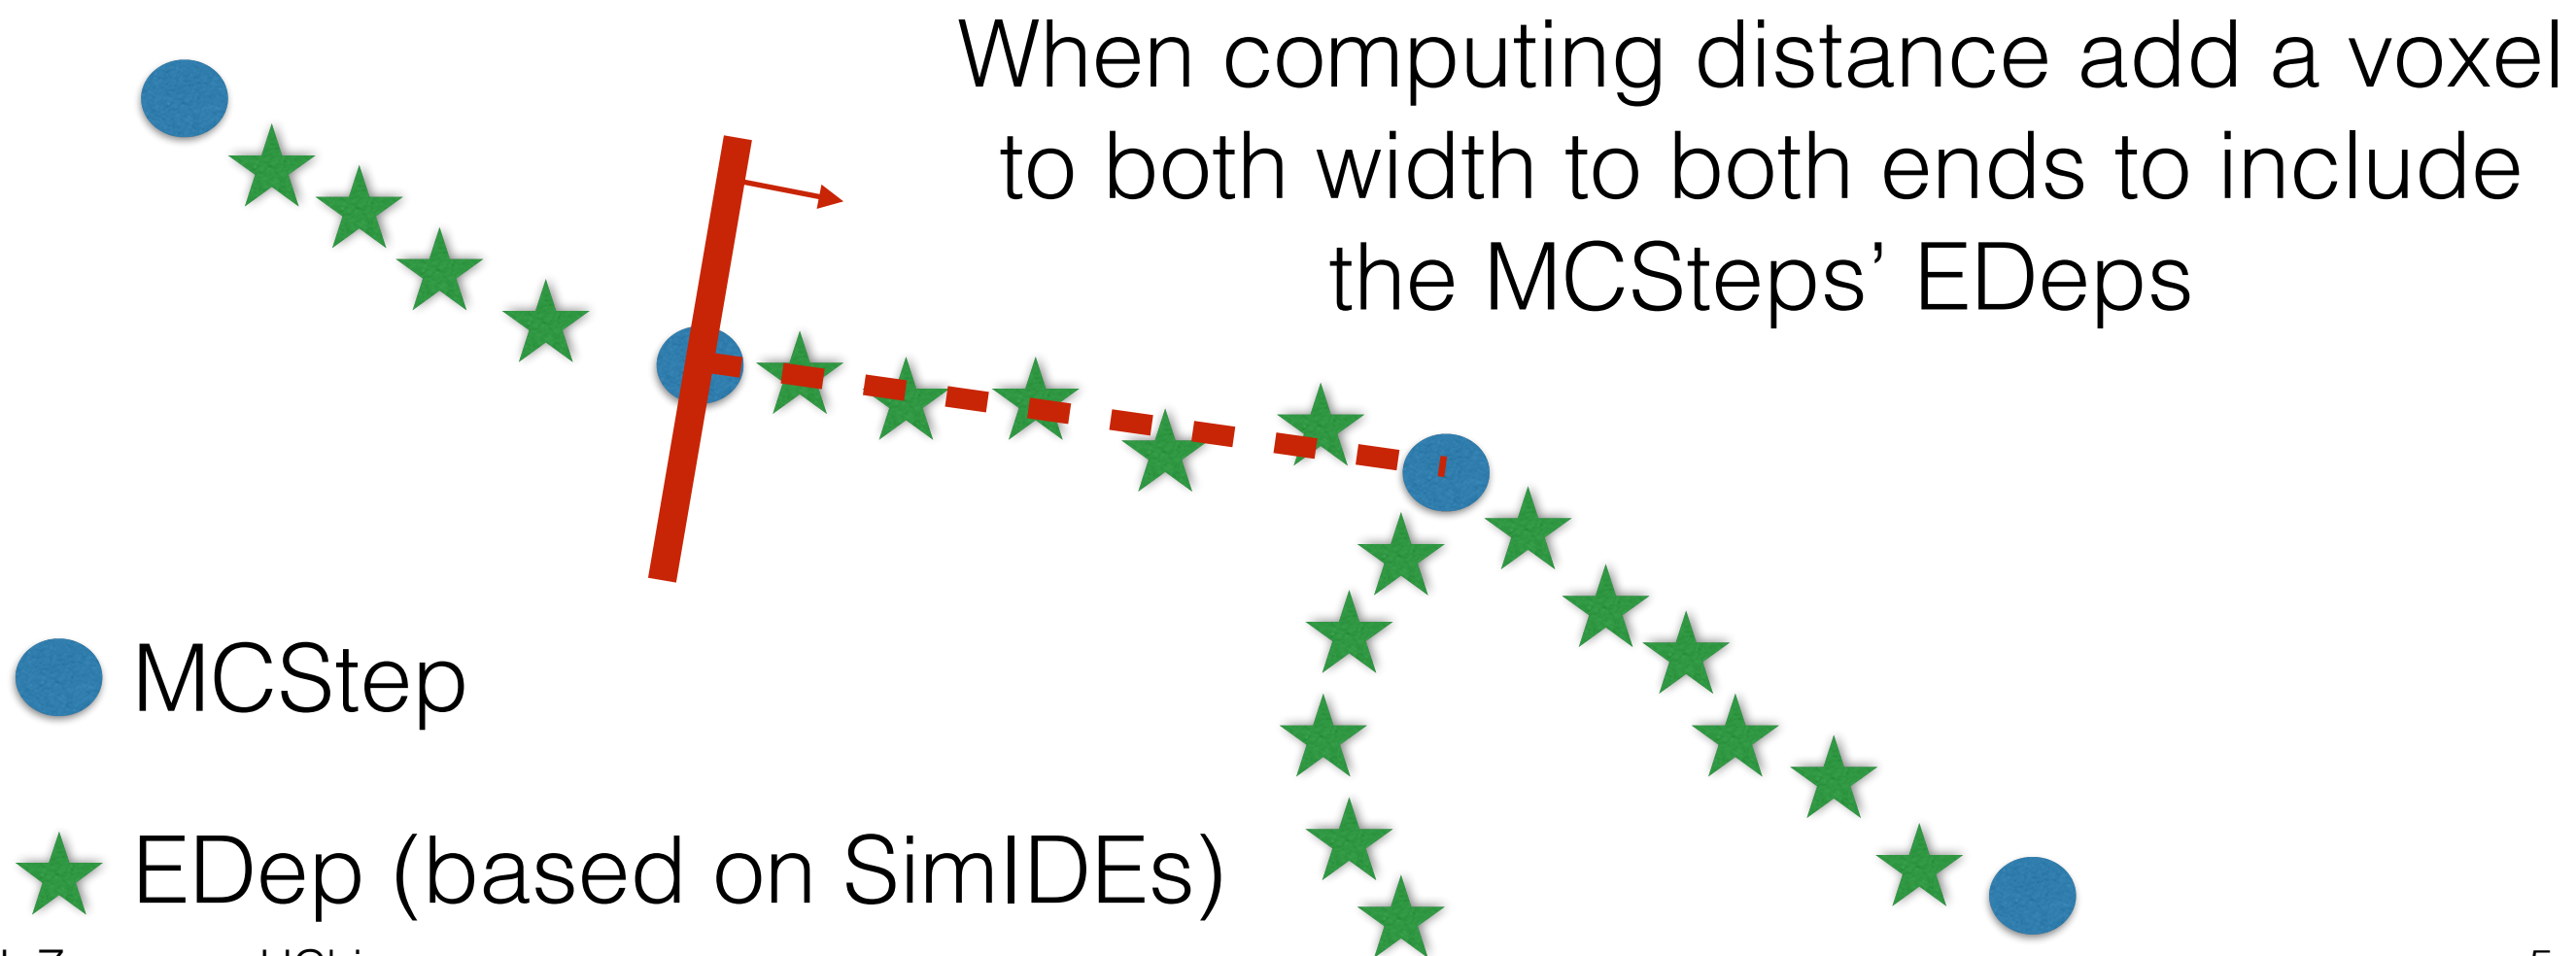 When computing distance add a voxel
to both width to both ends to include
the MCSteps’ EDeps
MCStep
EDep (based on SimIDEs)
5